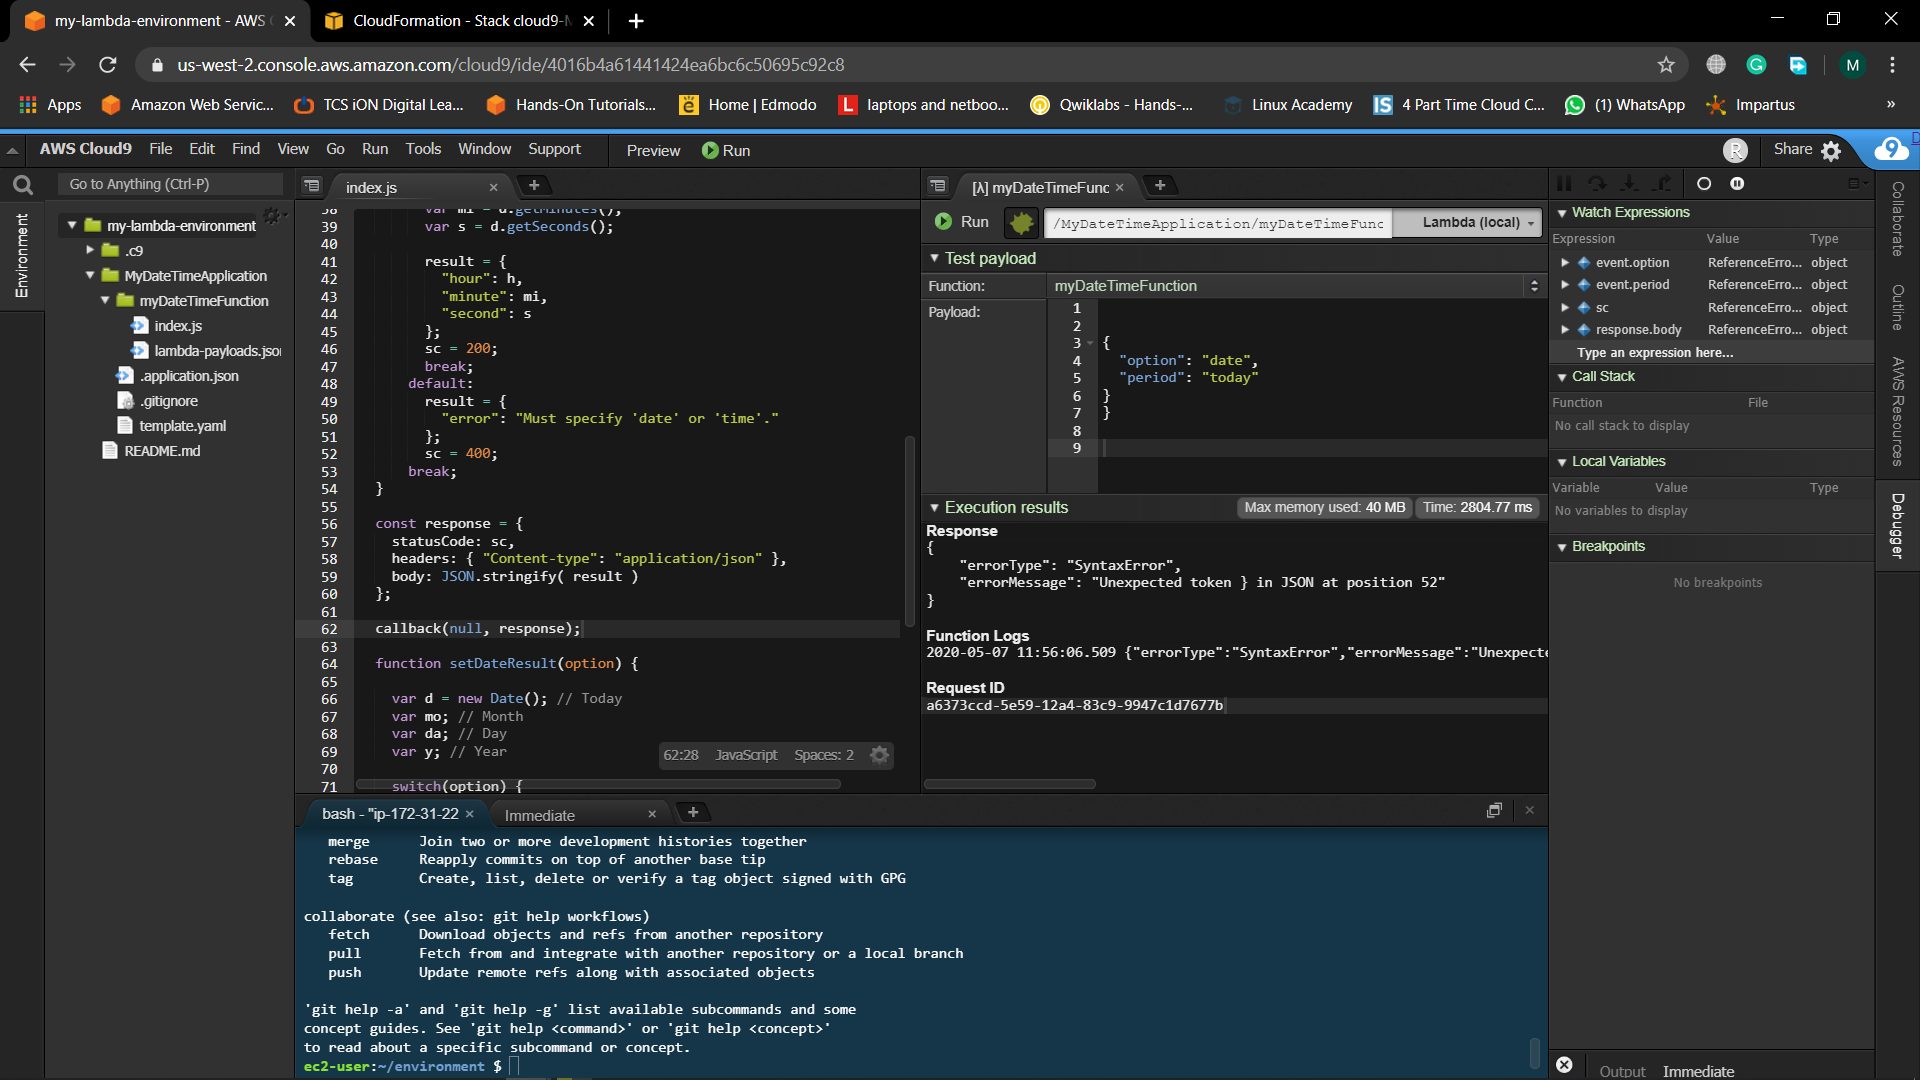 my-lambda-environment - AWS C
CloudFormation - Stack cloud9-M
us-west-2.console.aws.amazon.com/cloud9/ide/4016b4a61441424ea6bc6c50695c92c8
M
Apps
Amazon Web Servic...
TCS iON Digital Lea...
Hands-On Tutorials...
Home | Edmodo
laptops and netboo...
Qwiklabs - Hands-...
Linux Academy
4 Part Time Cloud C...
(1) WhatsApp
Impartus
»
AWS Cloud9 File Edit Find View Go Run Tools Window Support Preview Run
R
Share
9
Go to Anything (Ctrl-P)
Environment
my-lambda-environment
.c9
MyDateTimeApplication
myDateTimeFunction
index.js
lambda-payloads.json
.application.json
.gitignore
template.yaml
README.md
index.js
38 var mi = d.getMinutes();
39 var s = d.getSeconds();
40
41 result = {
42 "hour": h,
43 "minute": mi,
44 "second": s
45 };
46 sc = 200;
47 break;
48 default:
49 result = {
50 "error": "Must specify 'date' or 'time'."
51 };
52 sc = 400;
53 break;
54 }
55
56 const response = {
57 statusCode: sc,
58 headers: { "Content-type": "application/json" },
59 body: JSON.stringify( result )
60 };
61
62 callback(null, response);
63
64 function setDateResult(option) {
65
66 var d = new Date(); // Today
67 var mo; // Month
68 var da; // Day
69 var y; // Year
70
71 switch(option) {
62:28 JavaScript Spaces: 2
[λ] myDateTimeFunc
Run
/MyDateTimeApplication/myDateTimeFunc
Lambda (local)
Test payload
Function: myDateTimeFunction
Payload:
1
2
3 {
4 "option": "date",
5 "period": "today"
6 }
7 }
8
9
Execution results
Max memory used: 40 MB
Time: 2804.77 ms
Response
{
"errorType": "SyntaxError",
"errorMessage": "Unexpected token } in JSON at position 52"
}
Function Logs
2020-05-07 11:56:06.509 {"errorType":"SyntaxError","errorMessage":"Unexpecte
Request ID
a6373ccd-5e59-12a4-83c9-9947c1d7677b
Watch Expressions
Expression Value Type
event.option ReferenceErro... object
event.period ReferenceErro... object
sc ReferenceErro... object
response.body ReferenceErro... object
Type an expression here...
Call Stack
Function File
No call stack to display
Local Variables
Variable Value Type
No variables to display
Breakpoints
No breakpoints
Collaborate
Outline
AWS Resources
Debugger
bash - "ip-172-31-22
Immediate
merge Join two or more development histories together
rebase Reapply commits on top of another base tip
tag Create, list, delete or verify a tag object signed with GPG
collaborate (see also: git help workflows)
fetch Download objects and refs from another repository
pull Fetch from and integrate with another repository or a local branch
push Update remote refs along with associated objects
'git help -a' and 'git help -g' list available subcommands and some
concept guides. See 'git help <command>' or 'git help <concept>'
to read about a specific subcommand or concept.
ec2-user:~/environment $
Output Immediate